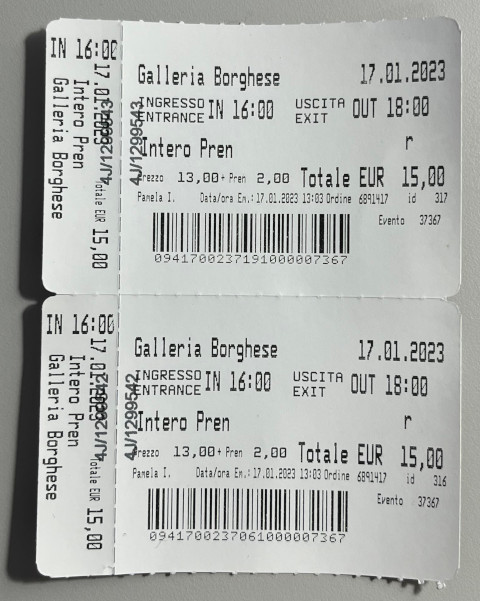 IN 16:00
17.01.2023
Intero Pren
Galleria Borghese
Totale EUR 15,00
4J/1299543
4J/1299543
Galleria Borghese 17.01.2023
INGRESSO ENTRANCE IN 16:00 USCITA EXIT OUT 18:00
Intero Pren r
Prezzo 13,00+ Pren 2,00 Totale EUR 15,00
Pamela I. Data/ora Em.:17.01.2023 13:03 Ordine 6891417 id 317
Evento 37367
0941700237191000007367
IN 16:00
17.01.2023
Intero Pren
Galleria Borghese
Totale EUR 15,00
4J/1299542
4J/1299542
Galleria Borghese 17.01.2023
INGRESSO ENTRANCE IN 16:00 USCITA EXIT OUT 18:00
Intero Pren r
Prezzo 13,00+ Pren 2,00 Totale EUR 15,00
Pamela I. Data/ora Em.:17.01.2023 13:03 Ordine 6891417 id 316
Evento 37367
0941700237061000007367